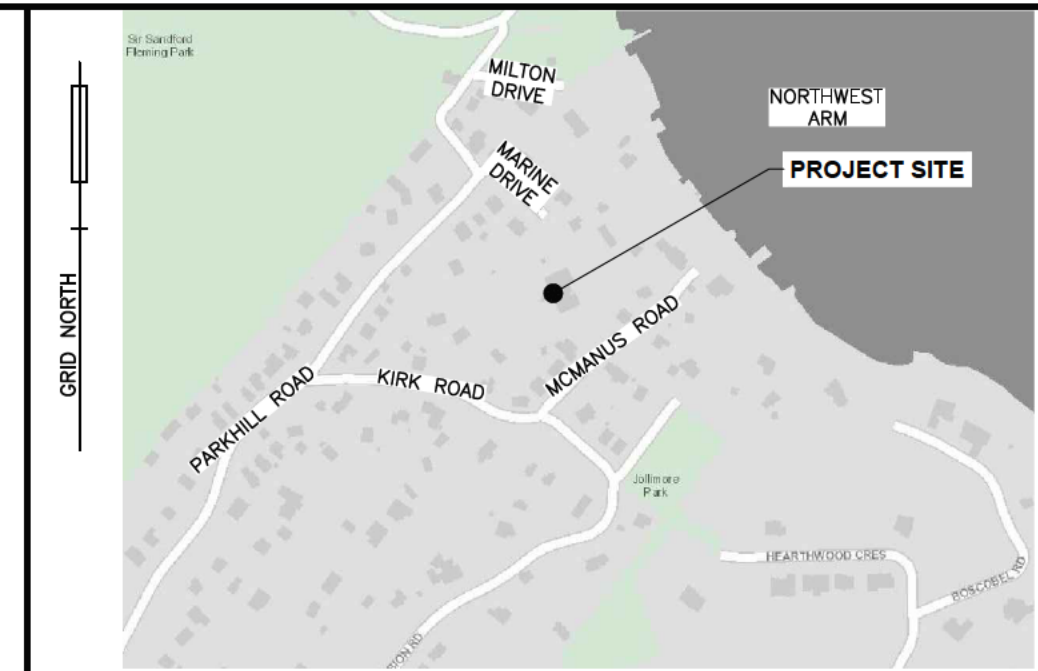 Sir Sandford
Fleming Park
MILTON
DRIVE
NORTHWEST
ARM
MARINE
DRIVE
PROJECT SITE
GRID NORTH
MCMANUS ROAD
KIRK ROAD
PARKHILL ROAD
Jollimore
Park
HEARTHWOOD CRES
BOSCOBEL RD
RD